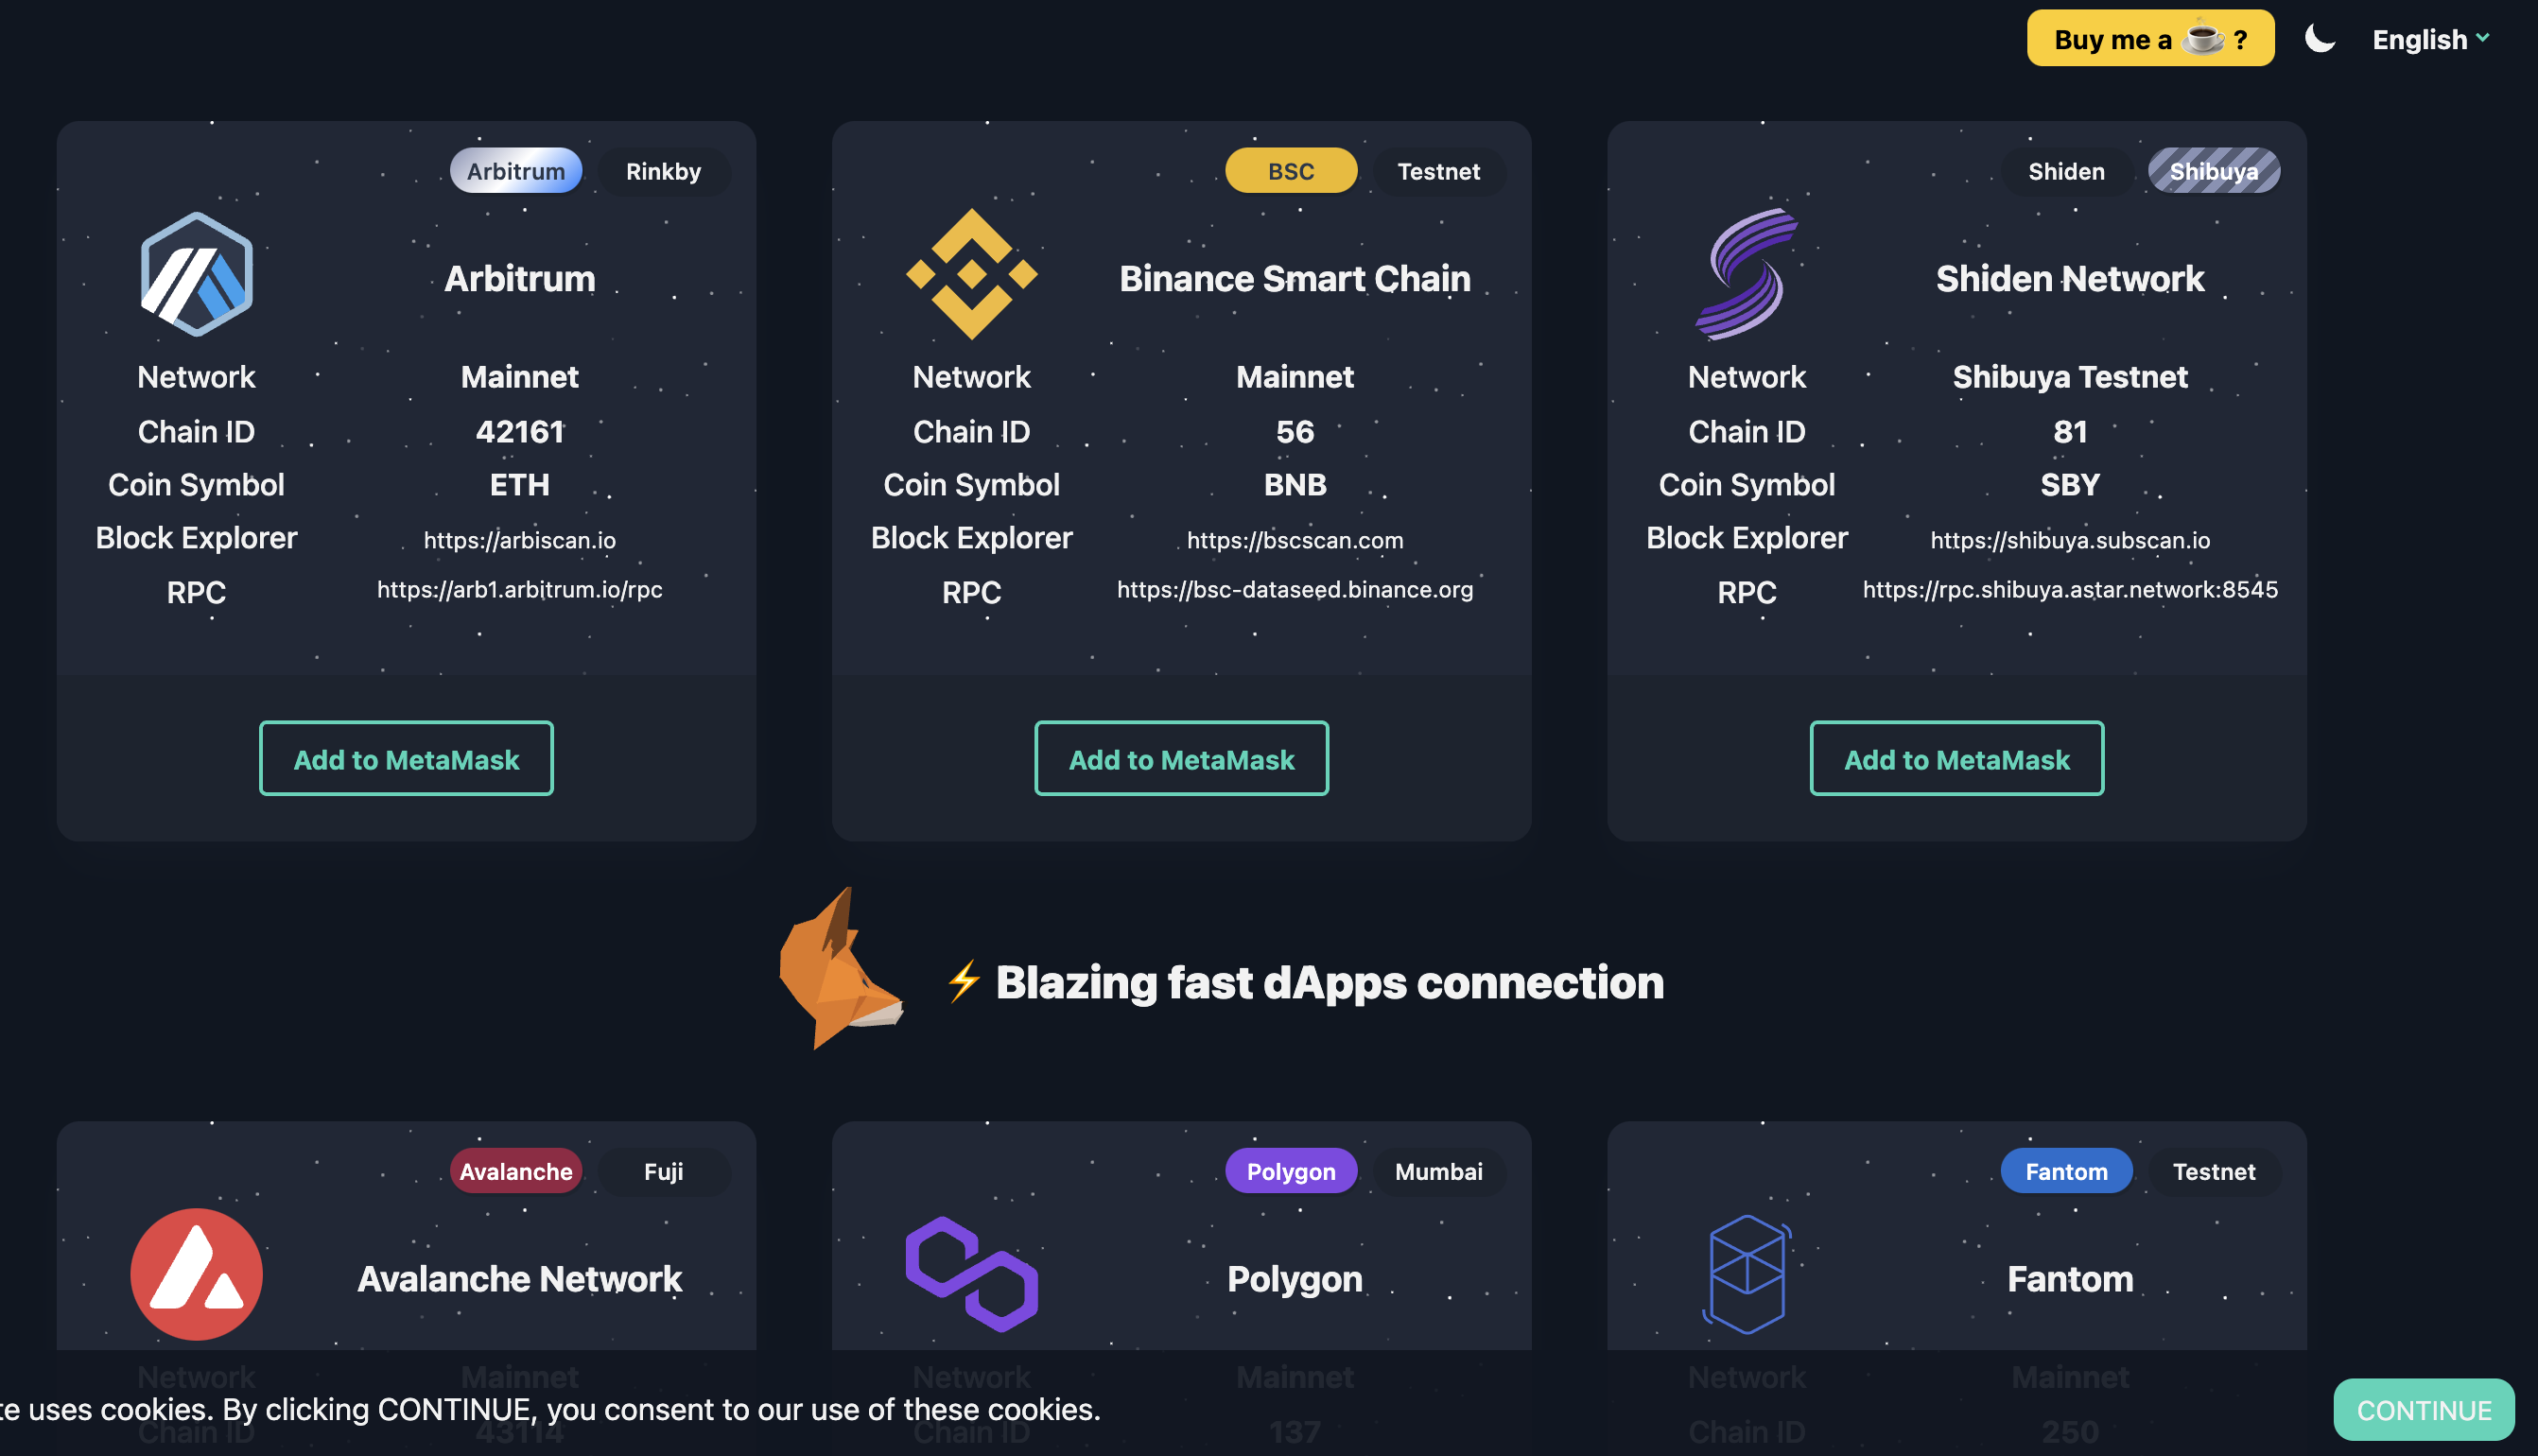 Buy me a ☕ ?
English
Arbitrum Rinkby
Arbitrum
Network Mainnet
Chain ID 42161
Coin Symbol ETH
Block Explorer https://arbiscan.io
RPC https://arb1.arbitrum.io/rpc
Add to MetaMask
BSC Testnet
Binance Smart Chain
Network Mainnet
Chain ID 56
Coin Symbol BNB
Block Explorer https://bscscan.com
RPC https://bsc-dataseed.binance.org
Add to MetaMask
Shiden Shibuya
Shiden Network
Network Shibuya Testnet
Chain ID 81
Coin Symbol SBY
Block Explorer https://shibuya.subscan.io
RPC https://rpc.shibuya.astar.network:8545
Add to MetaMask
⚡ Blazing fast dApps connection
Avalanche Fuji
Avalanche Network
Network Mainnet
Chain ID 43114
Polygon Mumbai
Polygon
Network Mainnet
Chain ID 137
Fantom Testnet
Fantom
Network Mainnet
Chain ID 250
te uses cookies. By clicking CONTINUE, you consent to our use of these cookies.
CONTINUE